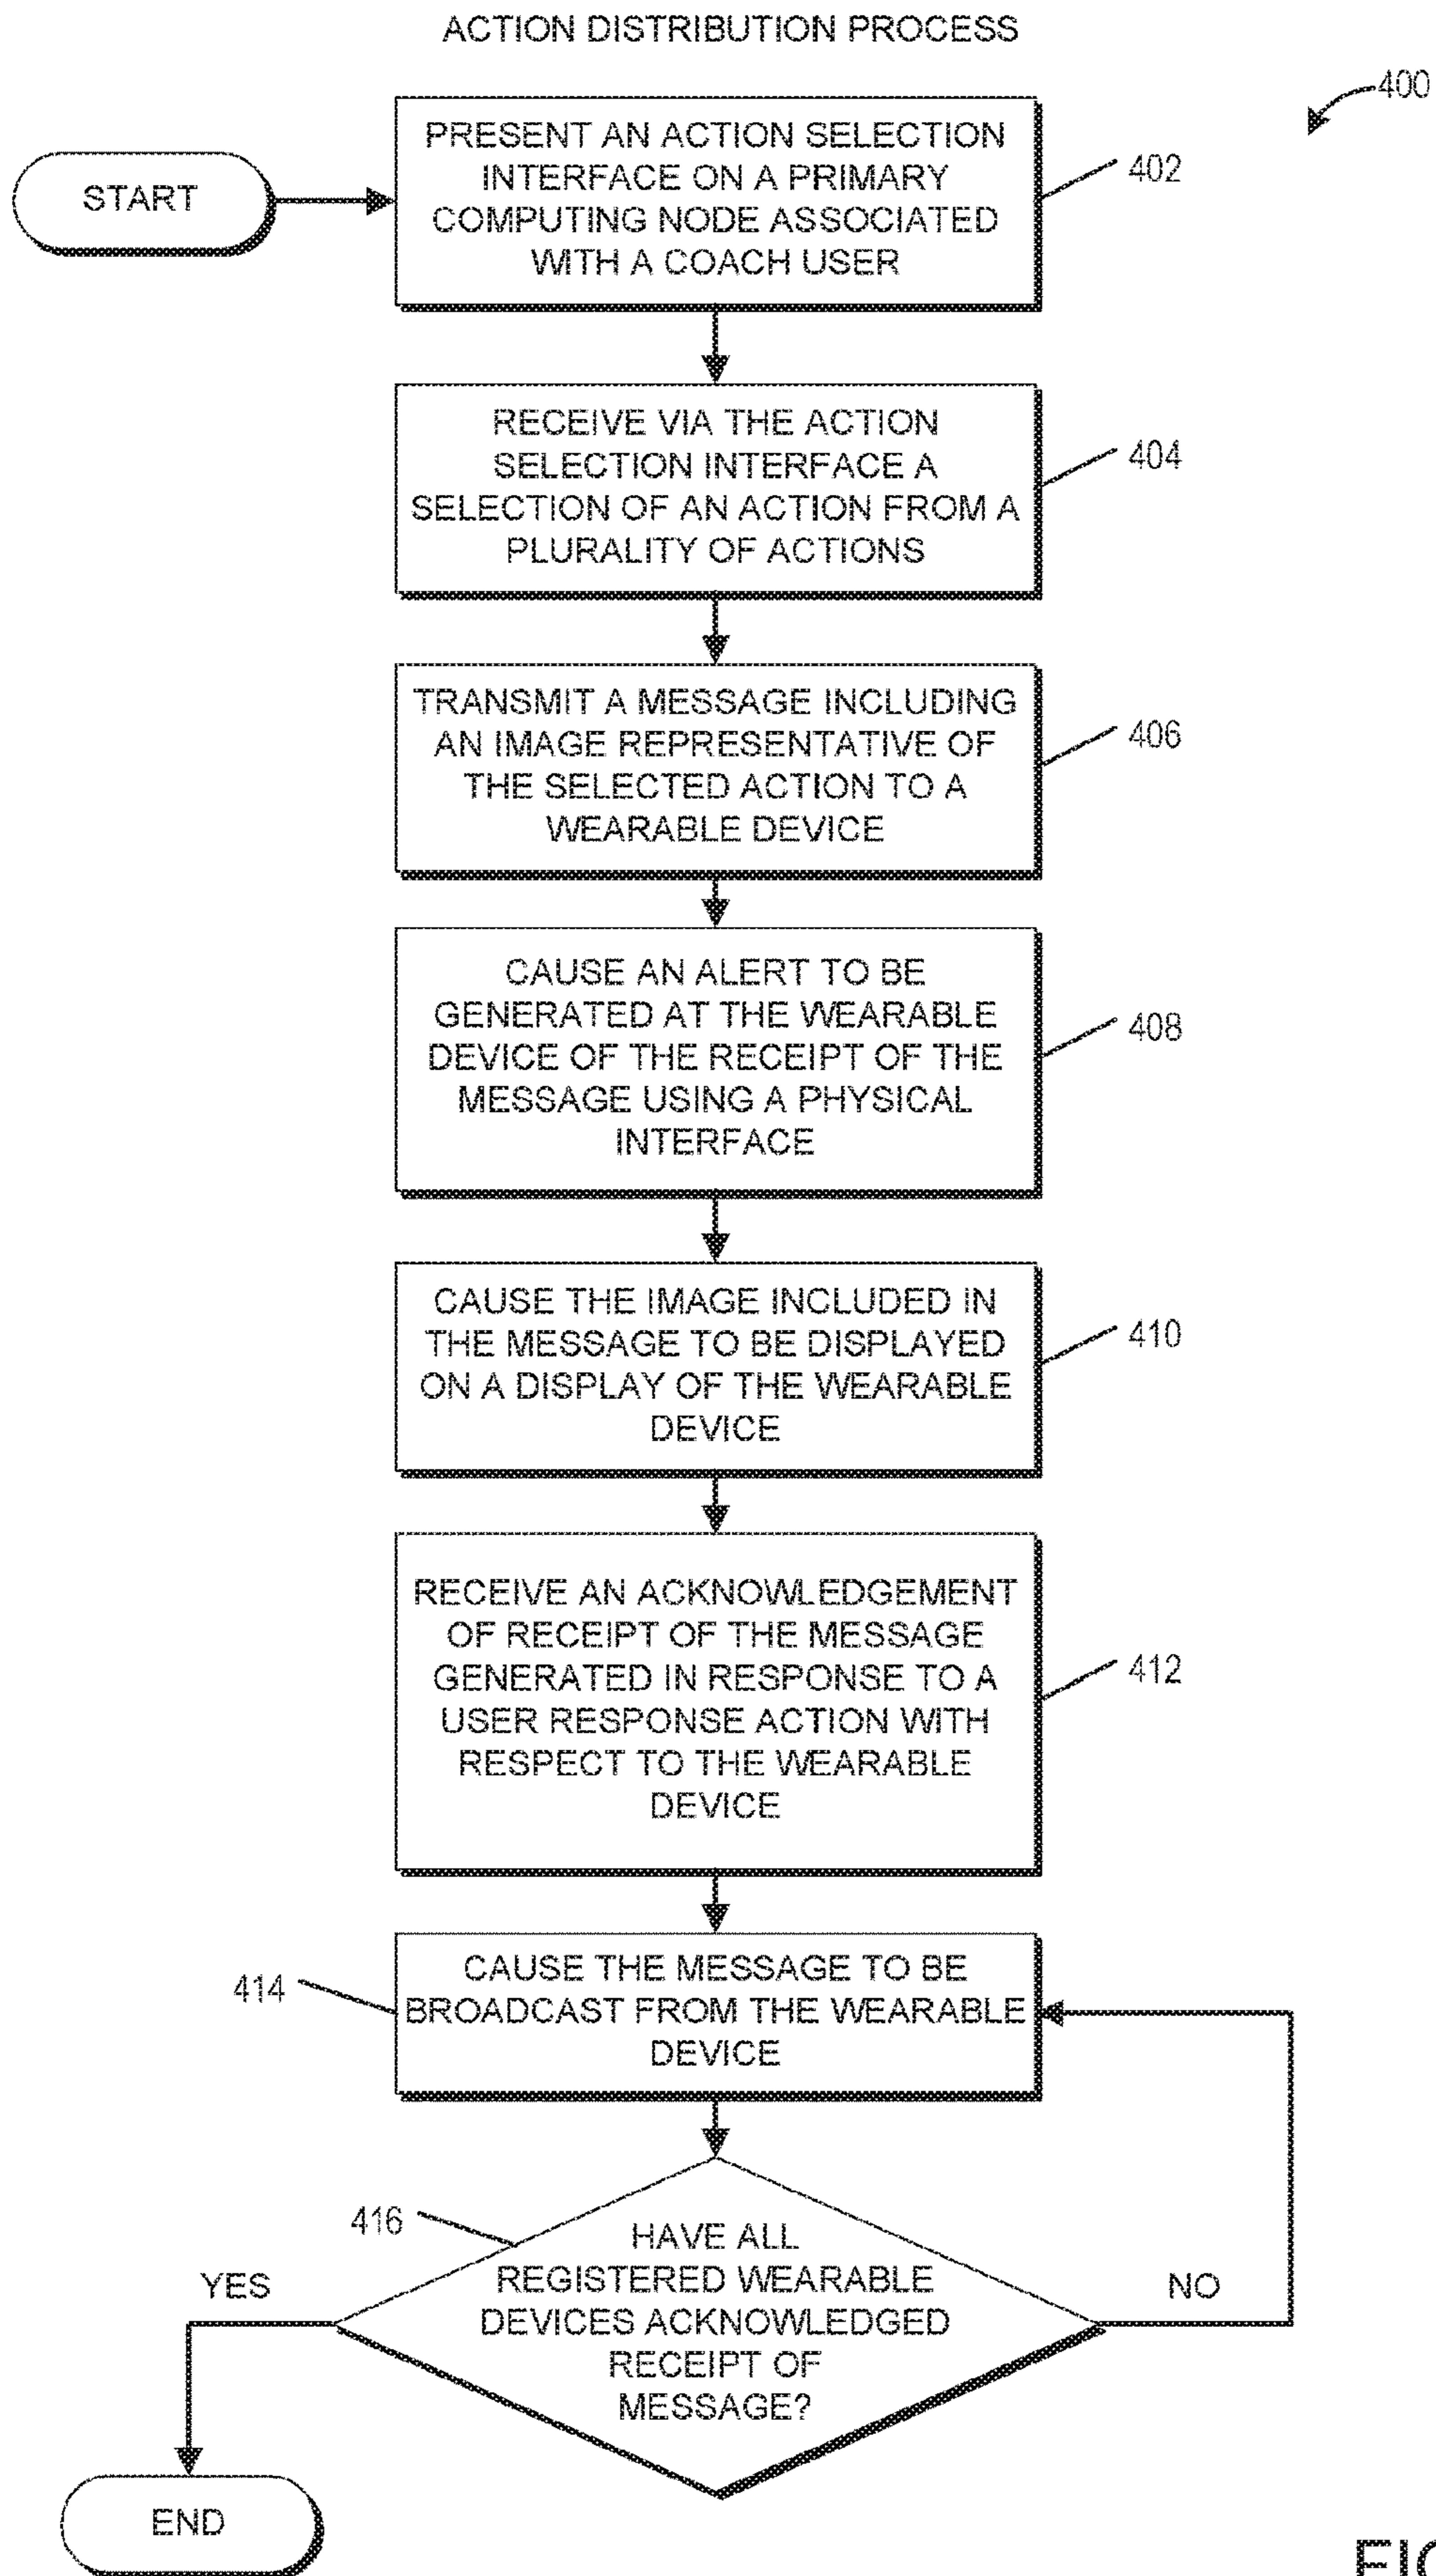 ACTION DISTRIBUTION PROCESS
400
START
PRESENT AN ACTION SELECTION
INTERFACE ON A PRIMARY
COMPUTING NODE ASSOCIATED
WITH A COACH USER
402
RECEIVE VIA THE ACTION
SELECTION INTERFACE A
SELECTION OF AN ACTION FROM A
PLURALITY OF ACTIONS
404
TRANSMIT A MESSAGE INCLUDING
AN IMAGE REPRESENTATIVE OF
THE SELECTED ACTION TO A
WEARABLE DEVICE
406
CAUSE AN ALERT TO BE
GENERATED AT THE WEARABLE
DEVICE OF THE RECEIPT OF THE
MESSAGE USING A PHYSICAL
INTERFACE
408
CAUSE THE IMAGE INCLUDED IN
THE MESSAGE TO BE DISPLAYED
ON A DISPLAY OF THE WEARABLE
DEVICE
410
RECEIVE AN ACKNOWLEDGEMENT
OF RECEIPT OF THE MESSAGE
GENERATED IN RESPONSE TO A
USER RESPONSE ACTION WITH
RESPECT TO THE WEARABLE
DEVICE
412
414
CAUSE THE MESSAGE TO BE
BROADCAST FROM THE WEARABLE
DEVICE
416
HAVE ALL
REGISTERED WEARABLE
DEVICES ACKNOWLEDGED
RECEIPT OF
MESSAGE?
YES
NO
END